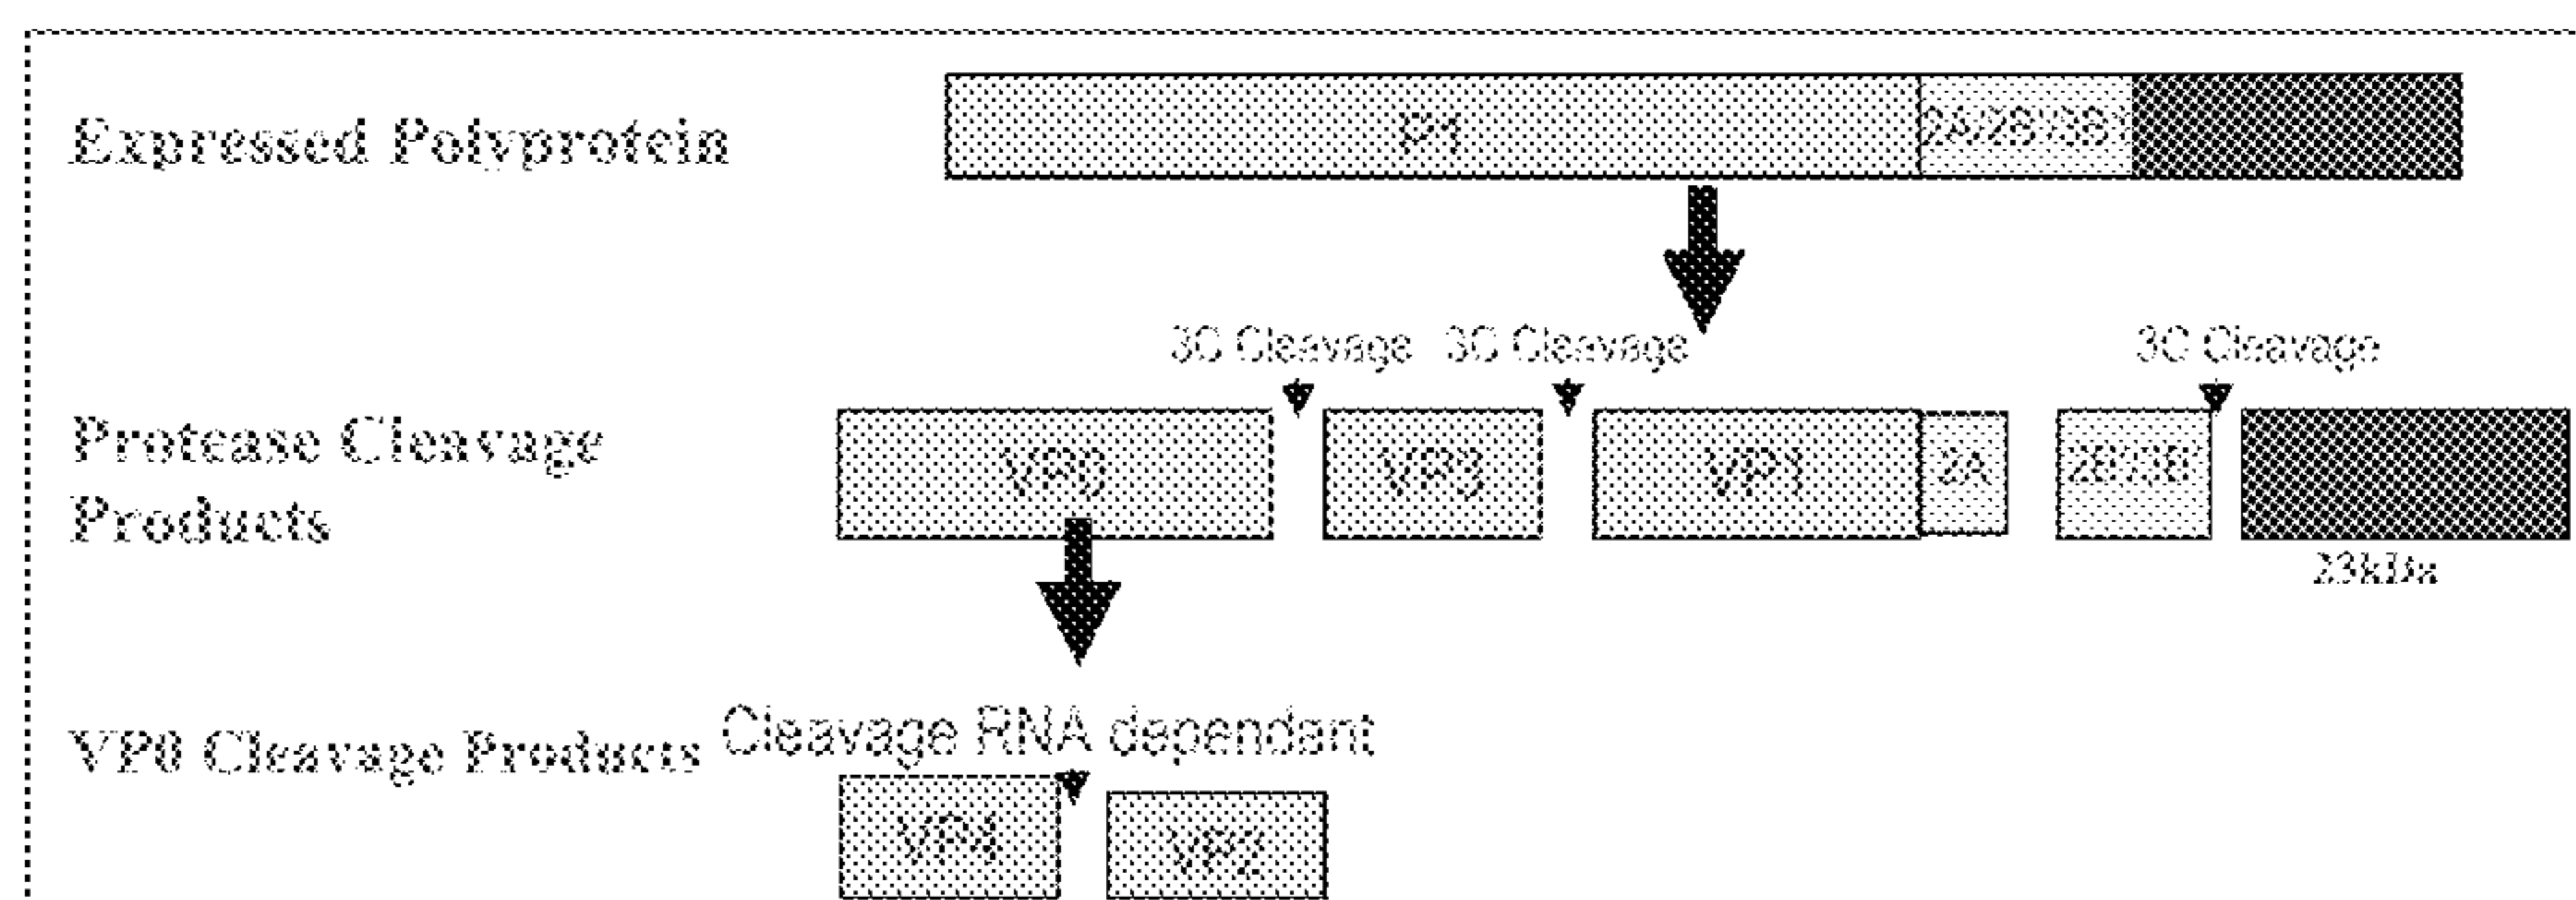 Expressed Polyprotein
P1
2A/2B'/3B'
3C Cleavage 3C Cleavage
3C Cleavage
Protease Cleavage
Products
VP0
VP3
VP1
2A
2B'/3B'
23kDa
VP0 Cleavage Products
Cleavage RNA dependant
VP4
VP2